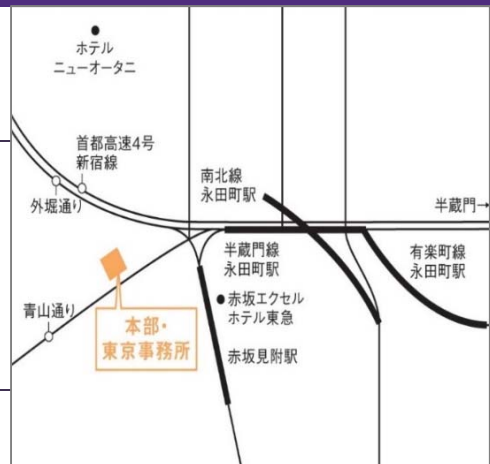 ホテル
ニューオータニ
首都高速4号
新宿線
外堀通り
南北線
永田町駅
半蔵門→
半蔵門線
永田町駅
有楽町線
永田町駅
赤坂エクセル
ホテル東急
青山通り
本部・
東京事務所
赤坂見附駅